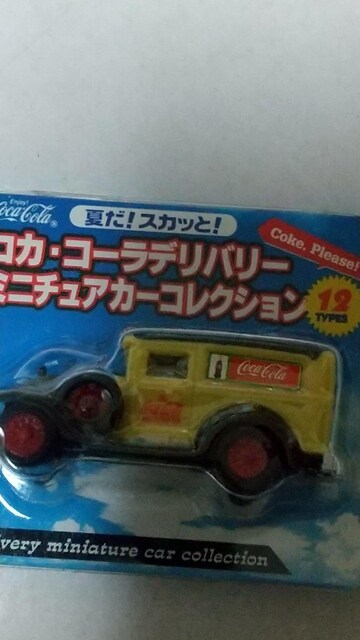 Enjoy!
Coca-Cola®
夏だ!スカッと!
コカ・コーラデリバリー
Coke, Please!
ミニチュアカーコレクション
12
TYPES
Coca-Cola
very miniature car collection